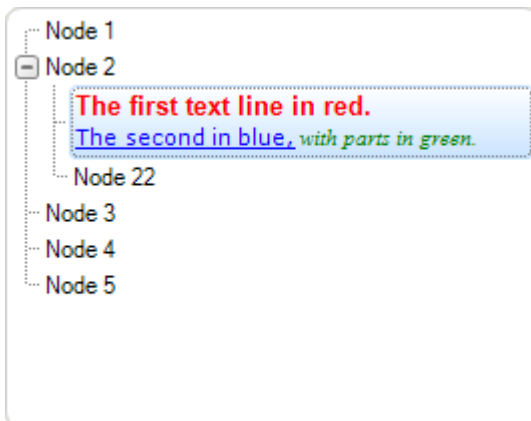 Node 1
Node 2
The first text line in red.
The second in blue, with parts in green.
Node 22
Node 3
Node 4
Node 5